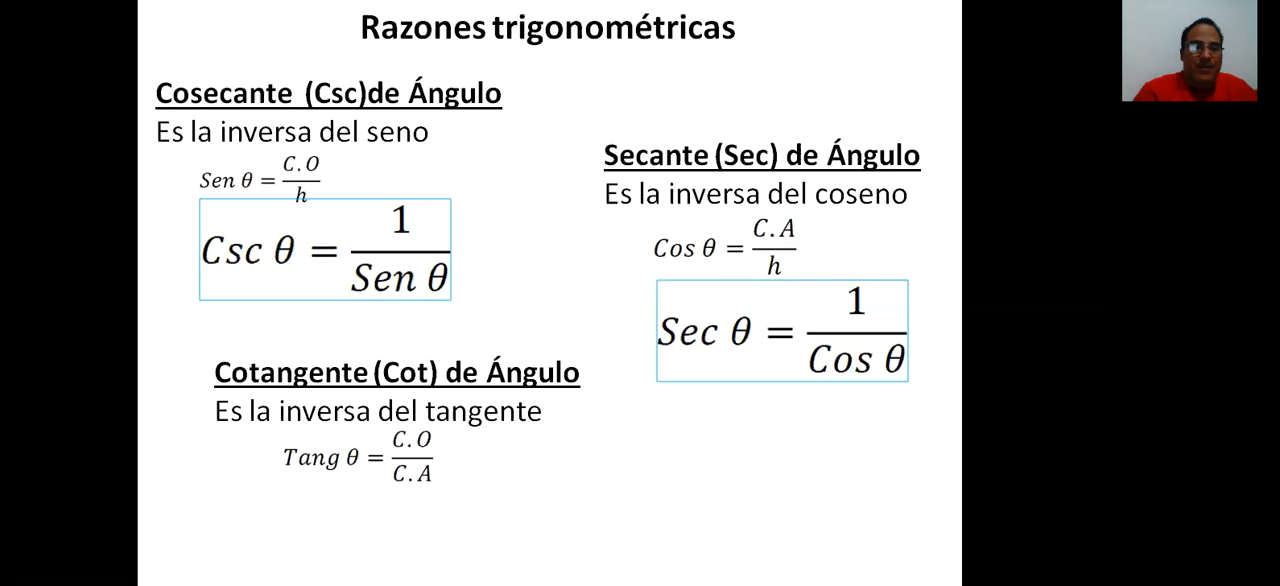 Razones trigonométricas
Cosecante (Csc)de Ángulo
Es la inversa del seno
Sen θ = C.O / h
Csc θ = 1 / Sen θ
Secante (Sec) de Ángulo
Es la inversa del coseno
Cos θ = C.A / h
Sec θ = 1 / Cos θ
Cotangente (Cot) de Ángulo
Es la inversa del tangente
Tang θ = C.O / C.A